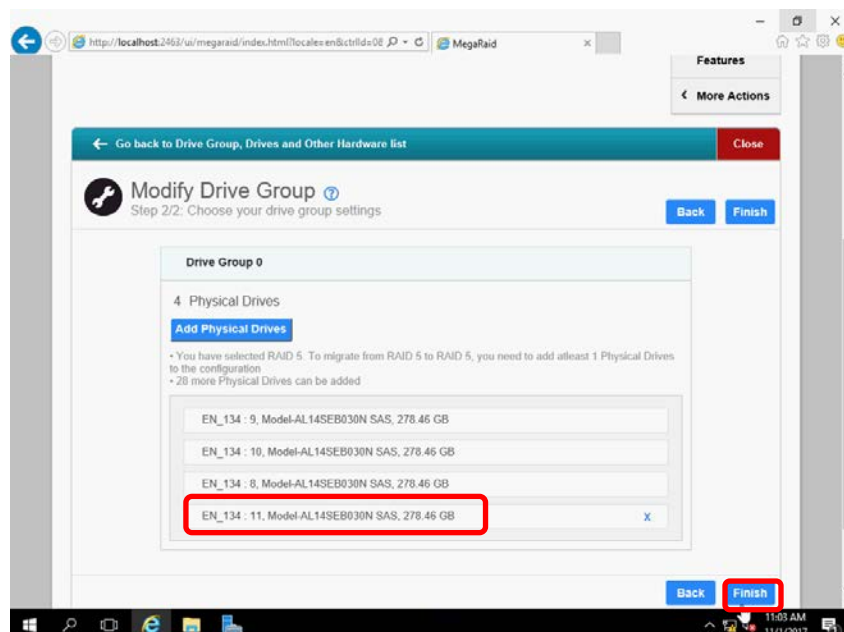 http://localhost:2463/ui/megaraid/index.html?locale=en&ctrlId=08
MegaRaid
Features
More Actions
Go back to Drive Group, Drives and Other Hardware list
Close
Modify Drive Group
Step 2/2: Choose your drive group settings
Back
Finish
Drive Group 0
4 Physical Drives
Add Physical Drives
• You have selected RAID 5. To migrate from RAID 5 to RAID 5, you need to add atleast 1 Physical Drives
to the configuration
• 28 more Physical Drives can be added
EN_134 : 9, Model-AL14SEB030N SAS, 278.46 GB
EN_134 : 10, Model-AL14SEB030N SAS, 278.46 GB
EN_134 : 8, Model-AL14SEB030N SAS, 278.46 GB
EN_134 : 11, Model-AL14SEB030N SAS, 278.46 GB X
Back
Finish
11:03 AM
11/1/2017